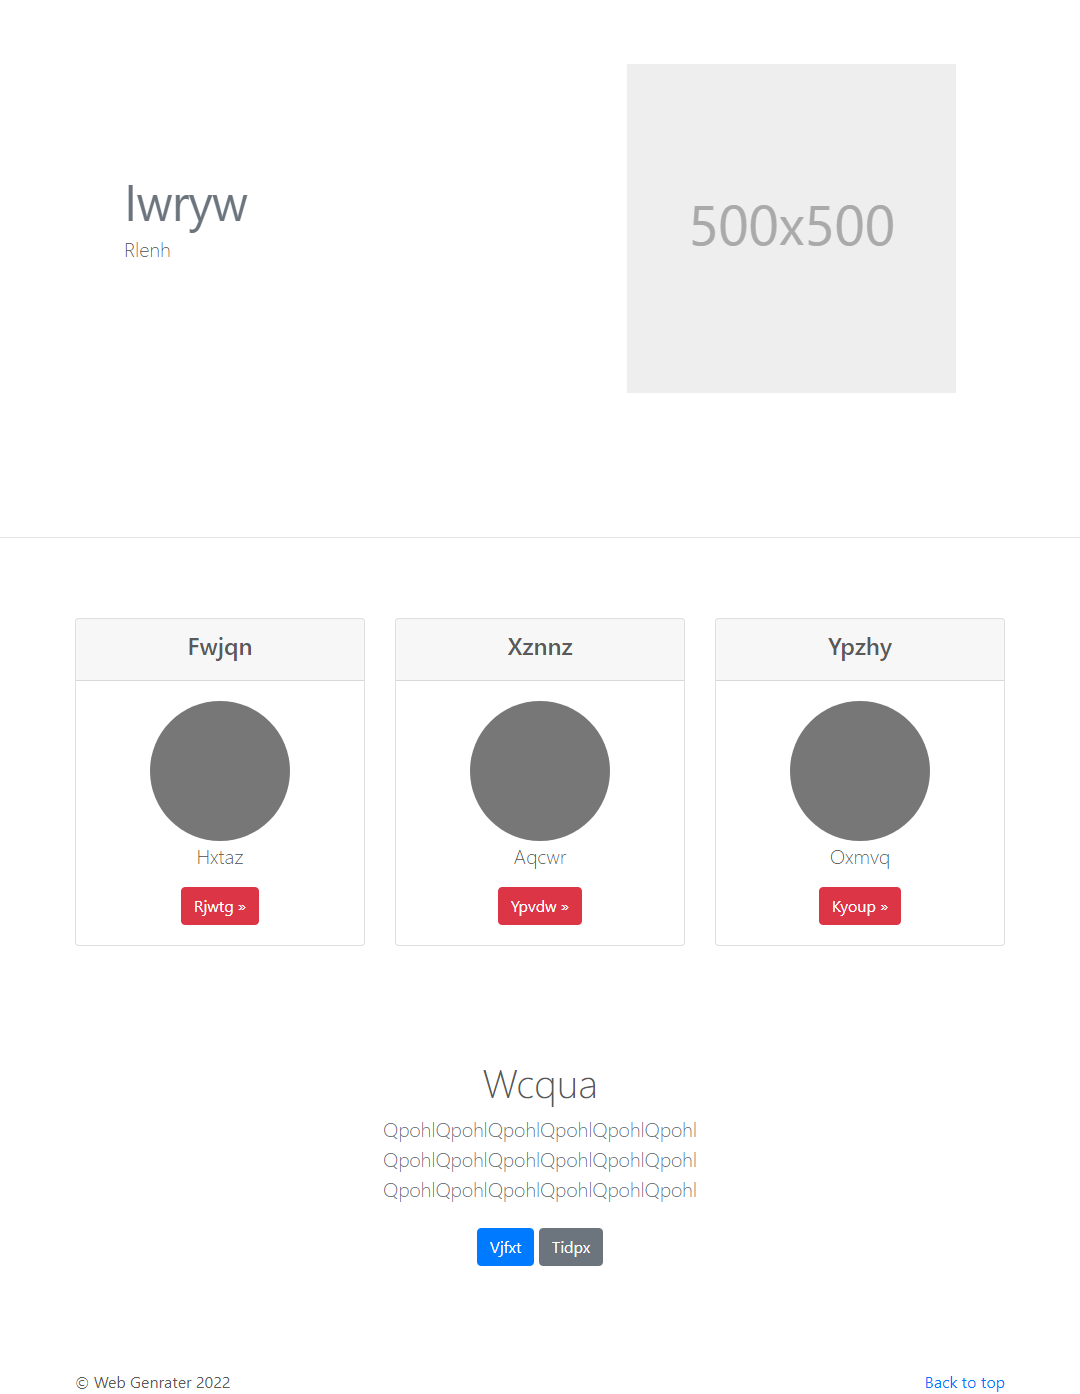 lwryw
Rlenh
500x500
Fwjqn
Xznnz
Ypzhy
Hxtaz
Aqcwr
Oxmvq
Rjwtg »
Ypvdw »
Kyoup »
Wcqua
QpohlQpohlQpohlQpohlQpohlQpohl
QpohlQpohlQpohlQpohlQpohlQpohl
QpohlQpohlQpohlQpohlQpohlQpohl
Vjfxt
Tidpx
© Web Genrater 2022
Back to top